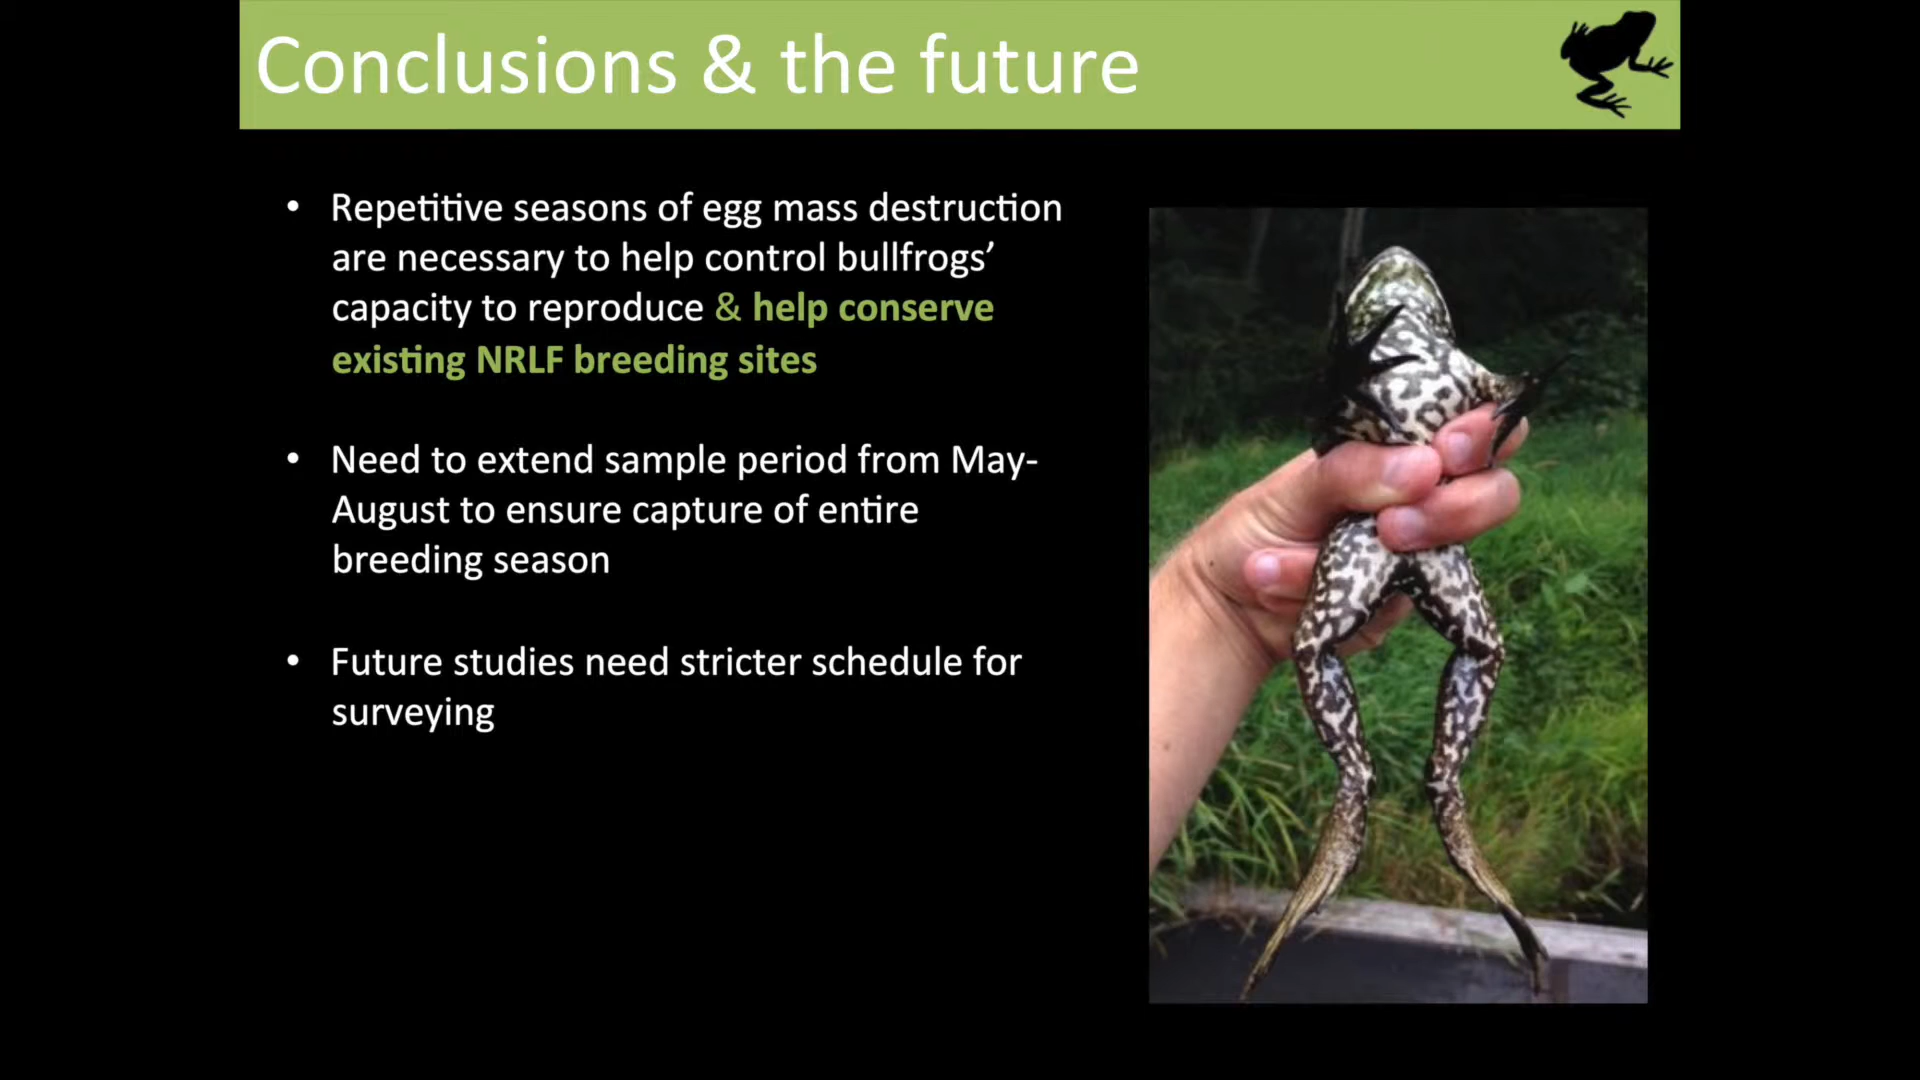 Conclusions & the future
• Repetitive seasons of egg mass destruction
are necessary to help control bullfrogs’
capacity to reproduce & help conserve
existing NRLF breeding sites
• Need to extend sample period from May-
August to ensure capture of entire
breeding season
• Future studies need stricter schedule for
surveying